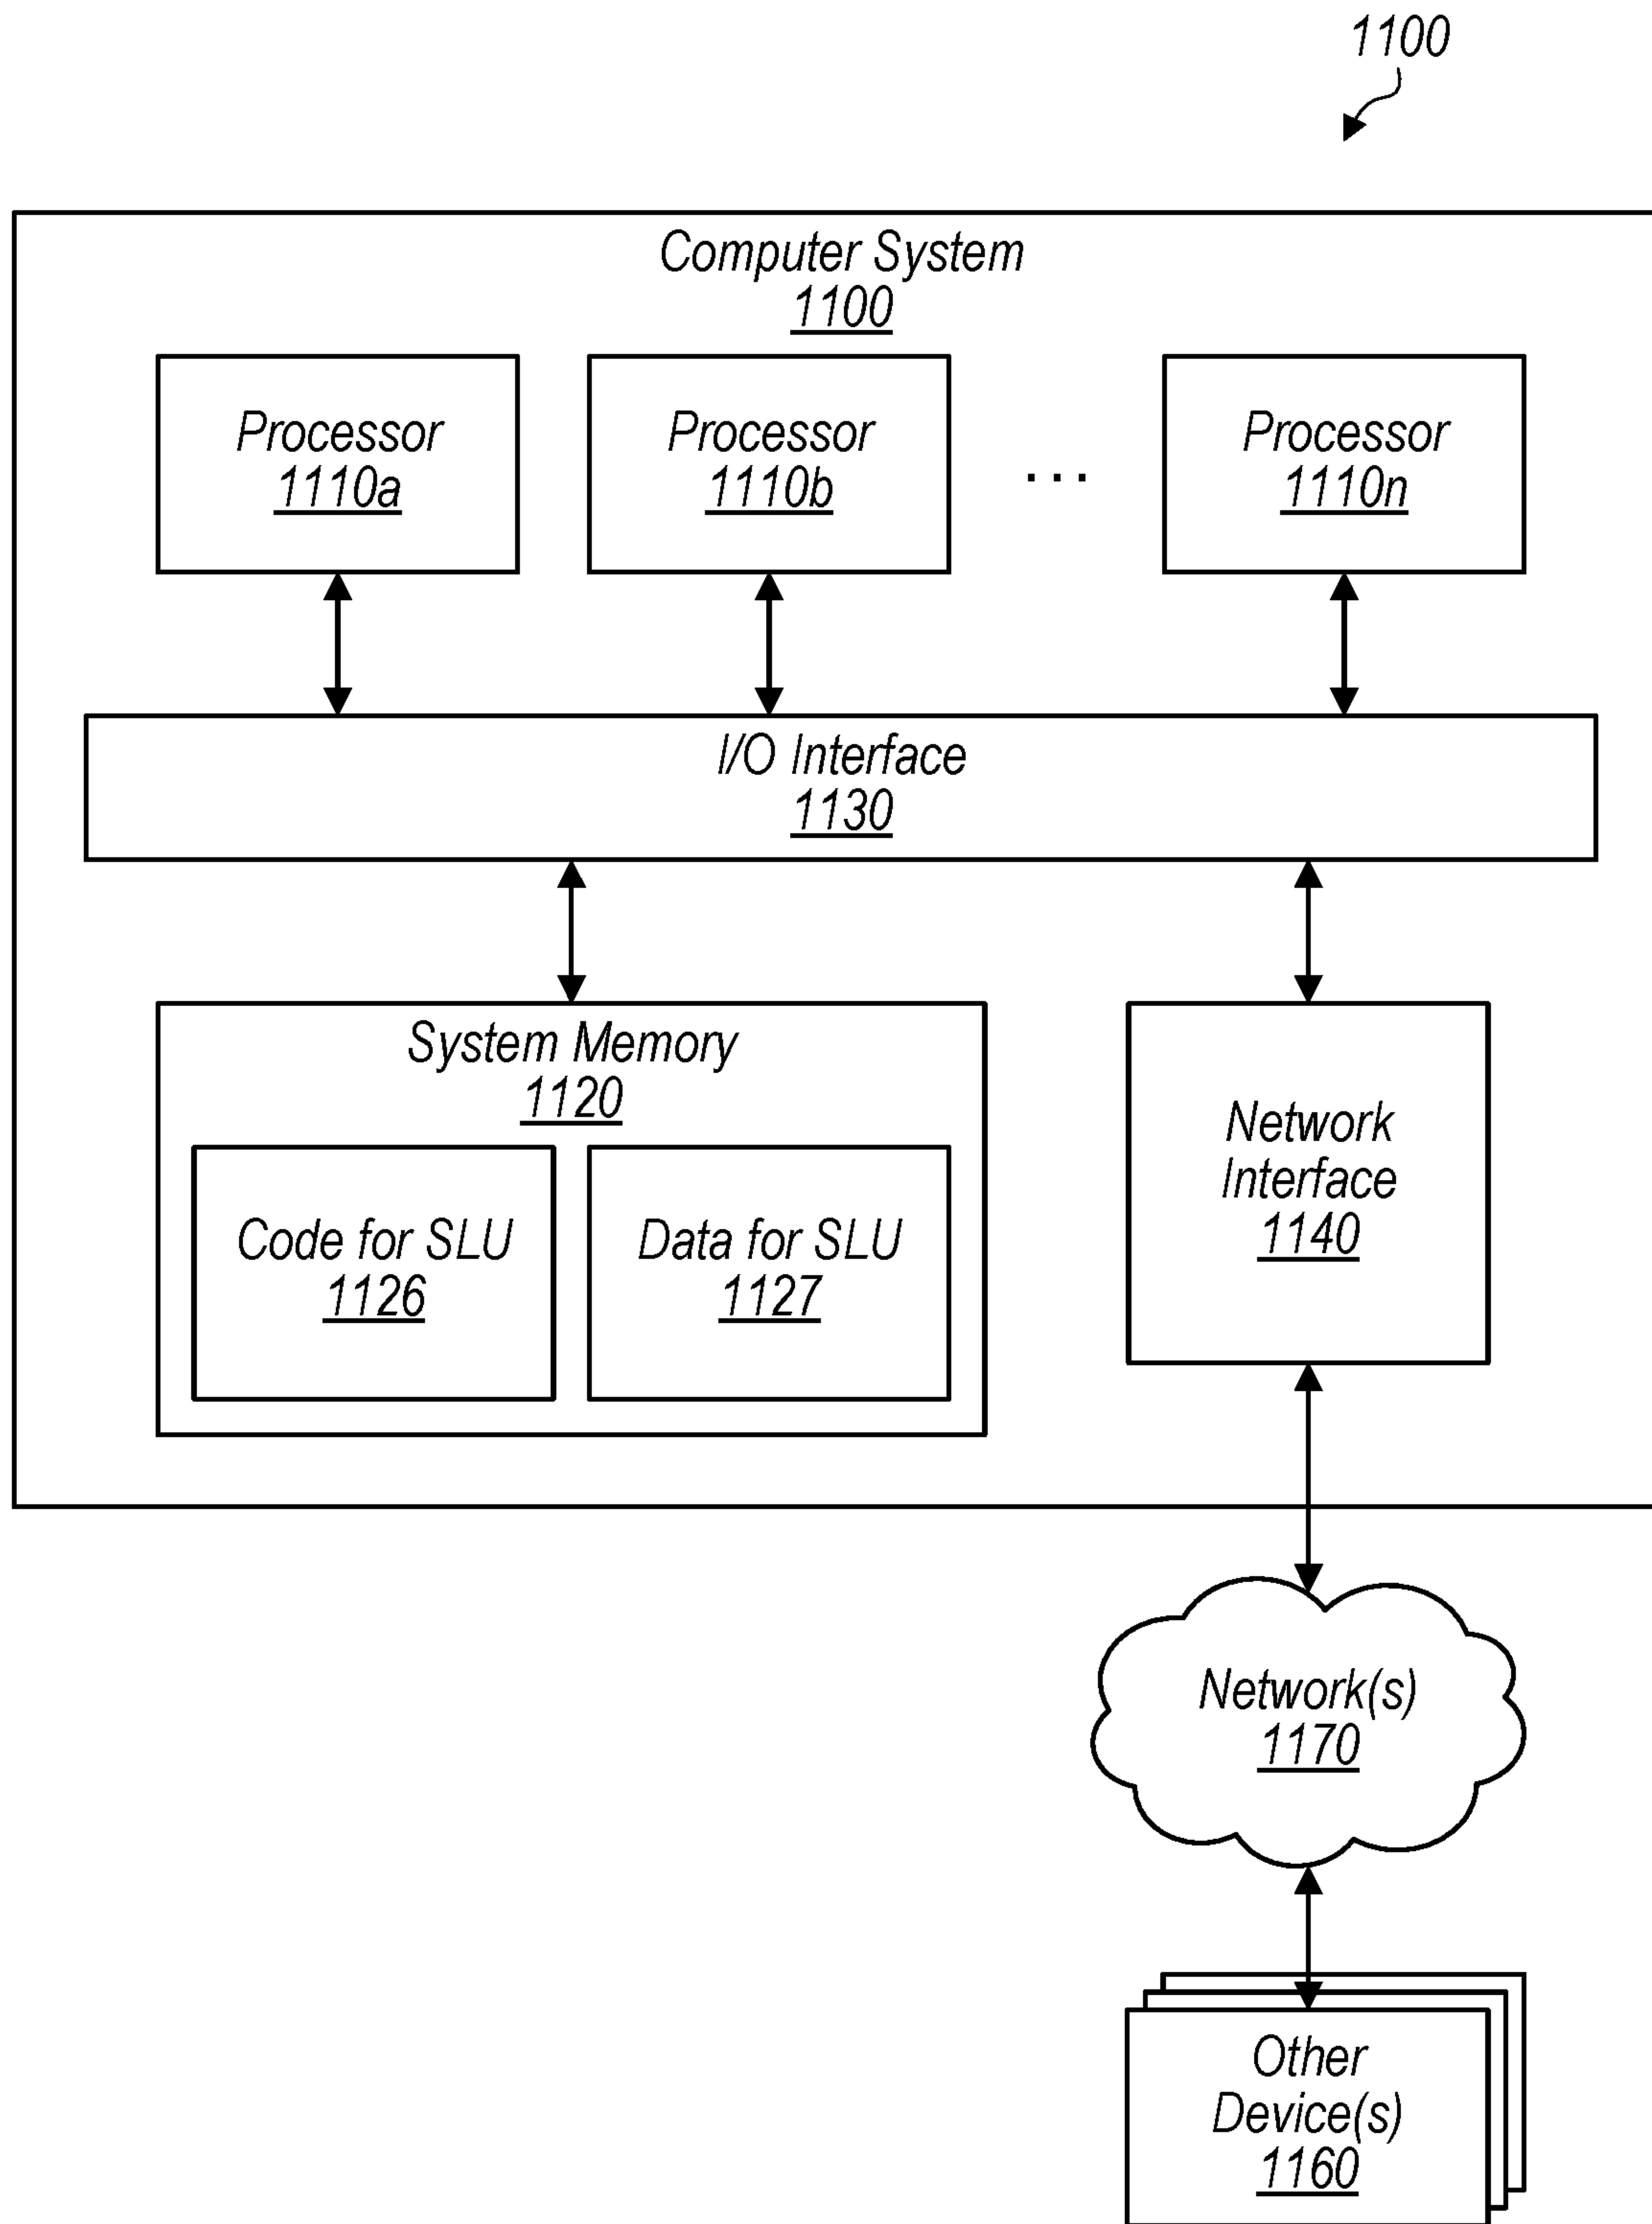 1100
Computer System
1100
Processor
1110a
Processor
1110b
...
Processor
1110n
I/O Interface
1130
System Memory
1120
Code for SLU
1126
Data for SLU
1127
Network
Interface
1140
Network(s)
1170
Other
Device(s)
1160